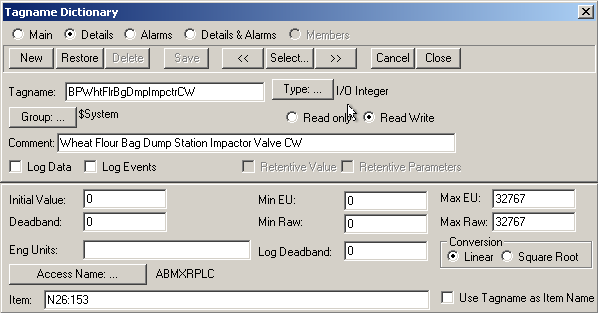 Tagname Dictionary
Main Details Alarms Details & Alarms Members
New Restore Delete Save << Select... >> Cancel Close
Tagname: BPWhtFlrBgDmpImpctrCW Type: ... I/O Integer
Group: ... $System Read only Read Write
Comment: Wheat Flour Bag Dump Station Impactor Valve CW
Log Data Log Events Retentive Value Retentive Parameters
Initial Value: 0 Min EU: 0 Max EU: 32767
Deadband: 0 Min Raw: 0 Max Raw: 32767
Eng Units: Log Deadband: 0 Conversion
Linear Square Root
Access Name: ... ABMXRPLC
Item: N26:153 Use Tagname as Item Name